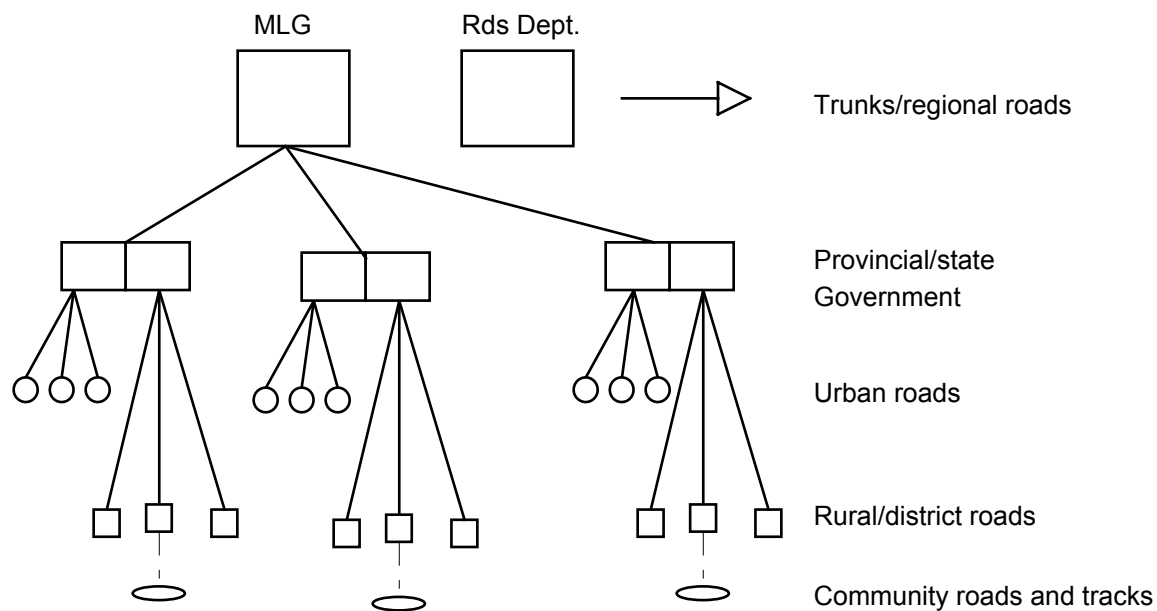 MLG
Rds Dept.
Trunks/regional roads
Provincial/state
Government
Urban roads
Rural/district roads
Community roads and tracks